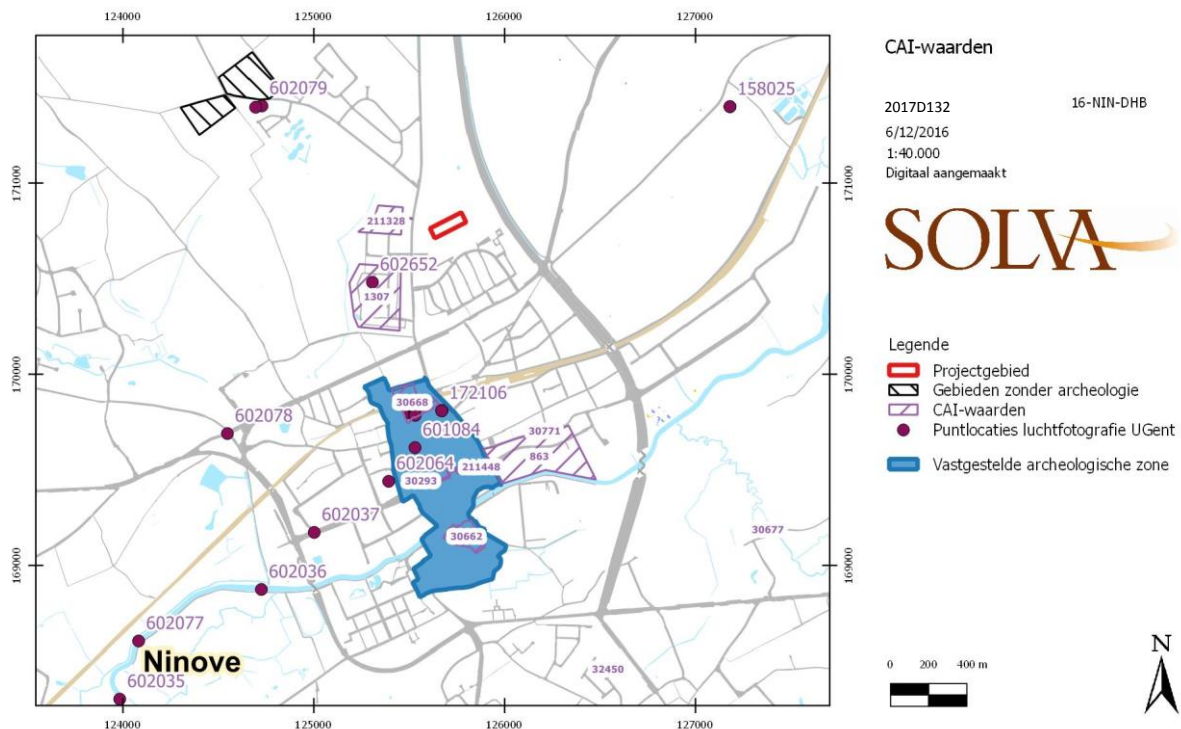 124000 125000 126000 127000
171000
170000
169000
171000
170000
169000
602079
158025
211328
602652
1307
30668
172106
601084
602078
30771
863
602064
211448
30293
602037
30662
30677
602036
602077
Ninove
602035
32450
124000 125000 126000 127000
CAI-waarden
2017D132 16-NIN-DHB
6/12/2016
1:40.000
Digitaal aangemaakt
SOLVA
Legende
Projectgebied
Gebieden zonder archeologie
CAI-waarden
Puntlocaties luchtfotografie UGent
Vastgestelde archeologische zone
N
0 200 400 m